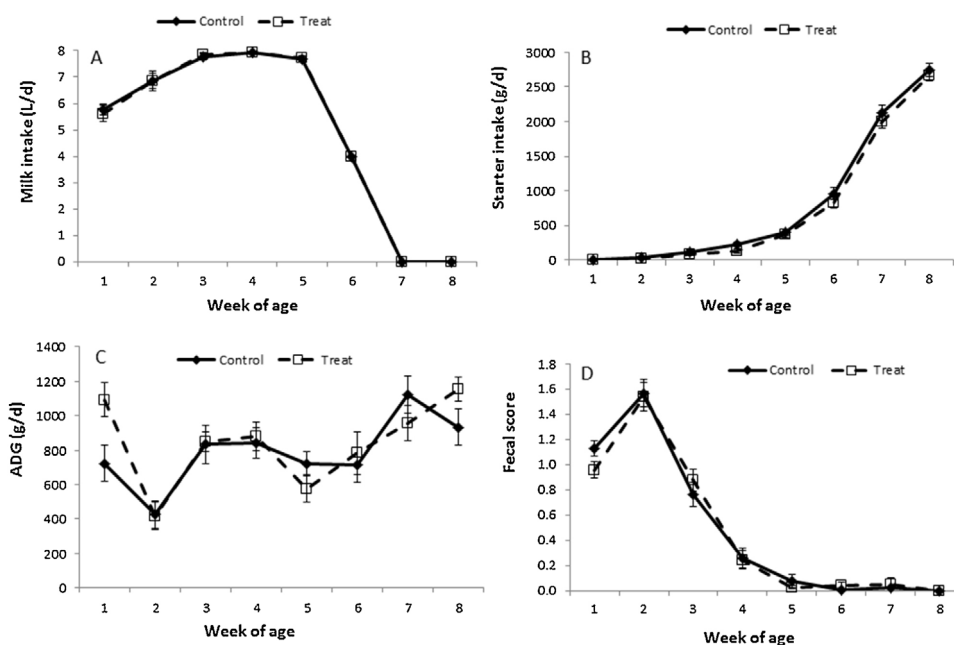 Control Treat
A
Milk intake (L/d)
8
7
6
5
4
3
2
1
0
1 2 3 4 5 6 7 8
Week of age
Control Treat
B
Starter intake (g/d)
3000
2500
2000
1500
1000
500
0
1 2 3 4 5 6 7 8
Week of age
C
Control Treat
ADG (g/d)
1400
1200
1000
800
600
400
200
0
1 2 3 4 5 6 7 8
Week of age
D
Control Treat
Fecal score
1.8
1.6
1.4
1.2
1.0
0.8
0.6
0.4
0.2
0.0
1 2 3 4 5 6 7 8
Week of age